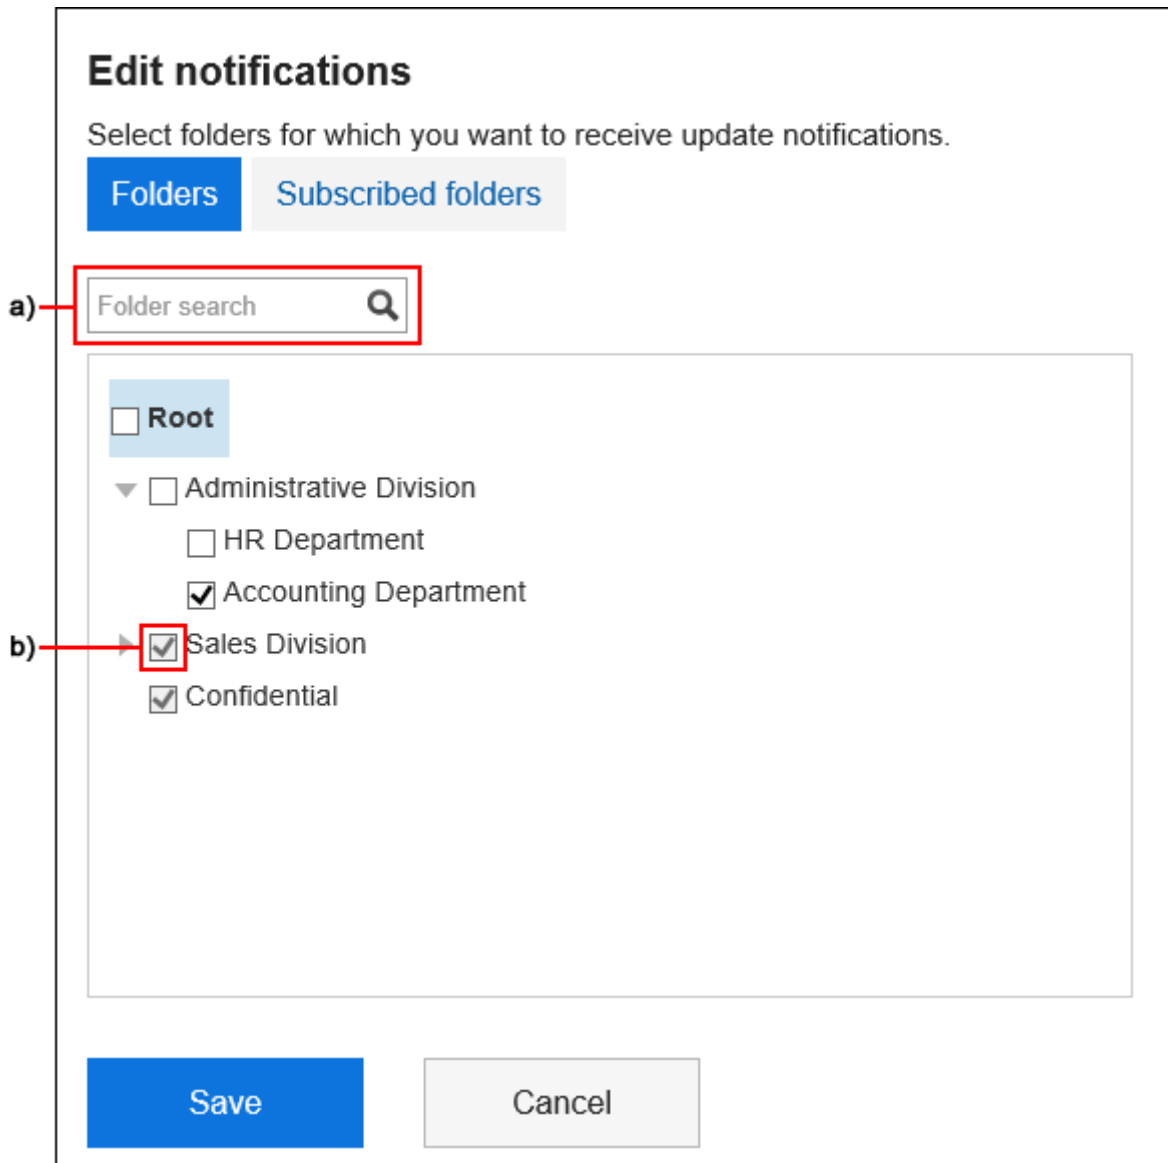 Edit notifications
Select folders for which you want to receive update notifications.
Folders Subscribed folders
a) Folder search
Root
Administrative Division
HR Department
Accounting Department
b) Sales Division
Confidential
Save Cancel